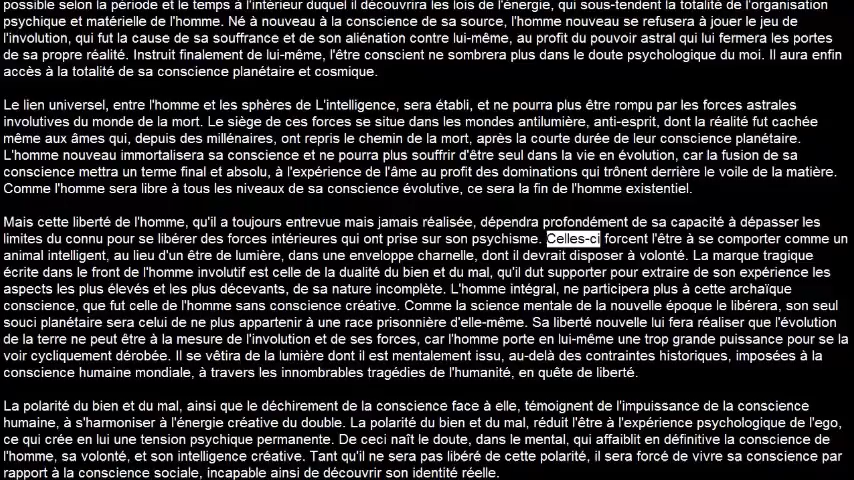 possible selon la période et le temps à l'intérieur duquel il découvrira les lois de l'énergie, qui sous-tendent la totalité de l'organisation
psychique et matérielle de l'homme. Né à nouveau à la conscience de sa source, l'homme nouveau se refusera à jouer le jeu de
l'involution, qui fut la cause de sa souffrance et de son aliénation contre lui-même, au profit du pouvoir astral qui lui fermera les portes
de sa propre réalité. Instruit finalement de lui-même, l'être conscient ne sombrera plus dans le doute psychologique du moi. Il aura enfin
accès à la totalité de sa conscience planétaire et cosmique.
Le lien universel, entre l'homme et les sphères de L'intelligence, sera établi, et ne pourra plus être rompu par les forces astrales
involutives du monde de la mort. Le siège de ces forces se situe dans les mondes antilumière, anti-esprit, dont la réalité fut cachée
même aux âmes qui, depuis des millénaires, ont repris le chemin de la mort, après la courte durée de leur conscience planétaire.
L'homme nouveau immortalisera sa conscience et ne pourra plus souffrir d'être seul dans la vie en évolution, car la fusion de sa
conscience mettra un terme final et absolu, à l'expérience de l'âme au profit des dominations qui trônent derrière le voile de la matière.
Comme l'homme sera libre à tous les niveaux de sa conscience évolutive, ce sera la fin de l'homme existentiel.
Mais cette liberté de l'homme, qu'il a toujours entrevue mais jamais réalisée, dépendra profondément de sa capacité à dépasser les
limites du connu pour se libérer des forces intérieures qui ont prise sur son psychisme. Celles-ci forcent l'être à se comporter comme un
animal intelligent, au lieu d'un être de lumière, dans une enveloppe charnelle, dont il devrait disposer à volonté. La marque tragique
écrite dans le front de l'homme involutif est celle de la dualité du bien et du mal, qu'il dut supporter pour extraire de son expérience les
aspects les plus élevés et les plus décevants, de sa nature incomplète. L'homme intégral, ne participera plus à cette archaïque
conscience, que fut celle de l'homme sans conscience créative. Comme la science mentale de la nouvelle époque le libérera, son seul
souci planétaire sera celui de ne plus appartenir à une race prisonnière d'elle-même. Sa liberté nouvelle lui fera réaliser que l'évolution
de la terre ne peut être à la mesure de l'involution et de ses forces, car l'homme porte en lui-même une trop grande puissance pour se la
voir cycliquement dérobée. Il se vêtira de la lumière dont il est mentalement issu, au-delà des contraintes historiques, imposées à la
conscience humaine mondiale, à travers les innombrables tragédies de l'humanité, en quête de liberté.
La polarité du bien et du mal, ainsi que le déchirement de la conscience face à elle, témoignent de l'impuissance de la conscience
humaine, à s'harmoniser à l'énergie créative du double. La polarité du bien et du mal, réduit l'être à l'expérience psychologique de l'ego,
ce qui crée en lui une tension psychique permanente. De ceci naît le doute, dans le mental, qui affaiblit en définitive la conscience de
l'homme, sa volonté, et son intelligence créative. Tant qu'il ne sera pas libéré de cette polarité, il sera forcé de vivre sa conscience par
rapport à la conscience sociale, incapable ainsi de découvrir son identité réelle.